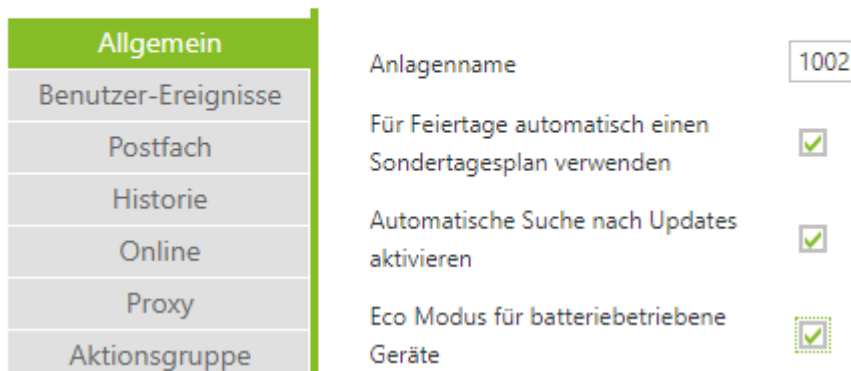 Allgemein
Benutzer-Ereignisse
Postfach
Historie
Online
Proxy
Aktionsgruppe
Anlagenname
1002
Für Feiertage automatisch einen
Sondertagesplan verwenden
Automatische Suche nach Updates
aktivieren
Eco Modus für batteriebetriebene
Geräte